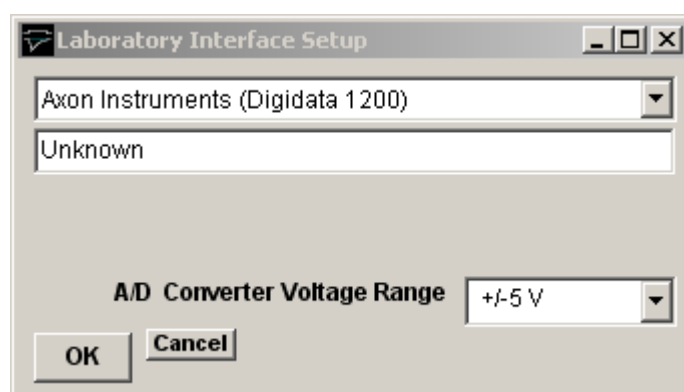 Laboratory Interface Setup
Axon Instruments (Digidata 1200)
Unknown
A/D Converter Voltage Range +/-5 V
OK Cancel